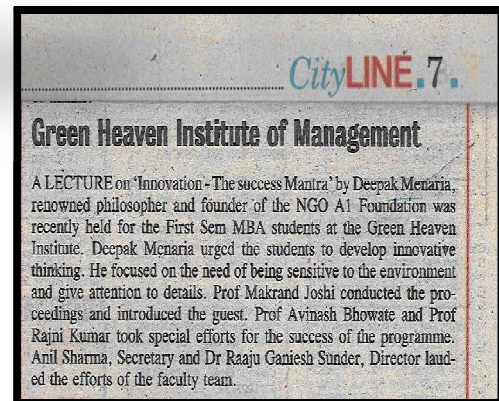 CityLINE.7.
Green Heaven Institute of Management
A LECTURE on 'Innovation - The success Mantra' by Deepak Menaria,
renowned philosopher and founder of the NGO A1 Foundation was
recently held for the First Sem MBA students at the Green Heaven
Institute. Deepak Menaria urged the students to develop innovative
thinking. He focused on the need of being sensitive to the environment
and give attention to details. Prof Makrand Joshi conducted the pro-
ceedings and introduced the guest. Prof Avinash Bhowate and Prof
Rajni Kumar took special efforts for the success of the programme.
Anil Sharma, Secretary and Dr Raaju Ganiesh Sunder, Director laud-
ed the efforts of the faculty team.